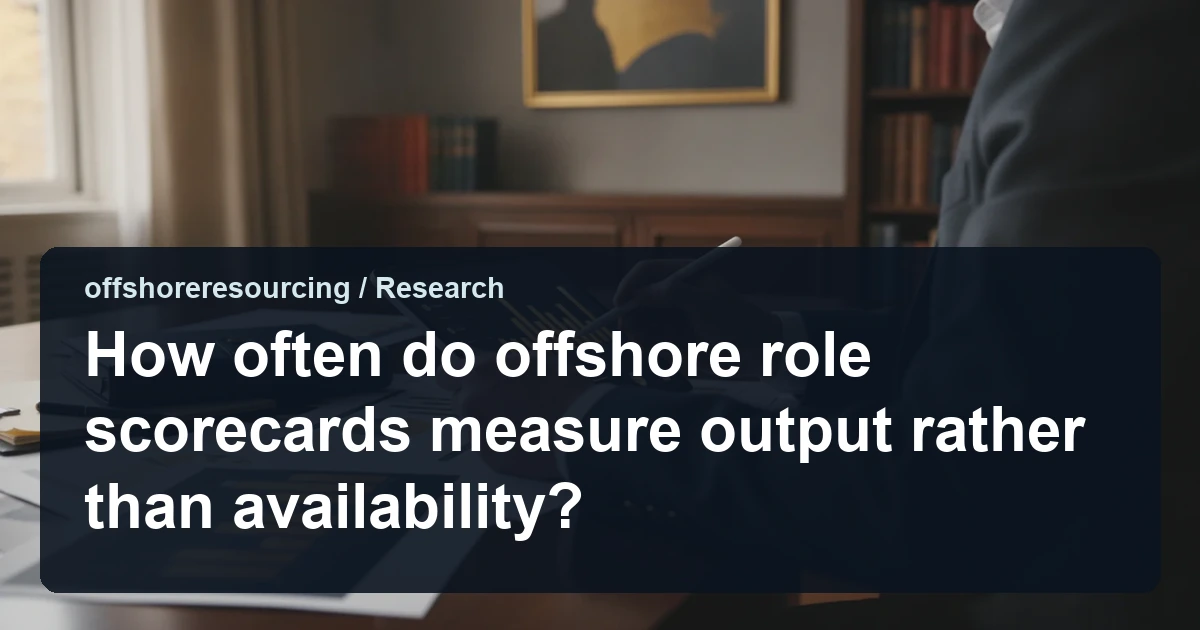 offshoreresourcing / Research
How often do offshore role
scorecards measure output rather
than availability?